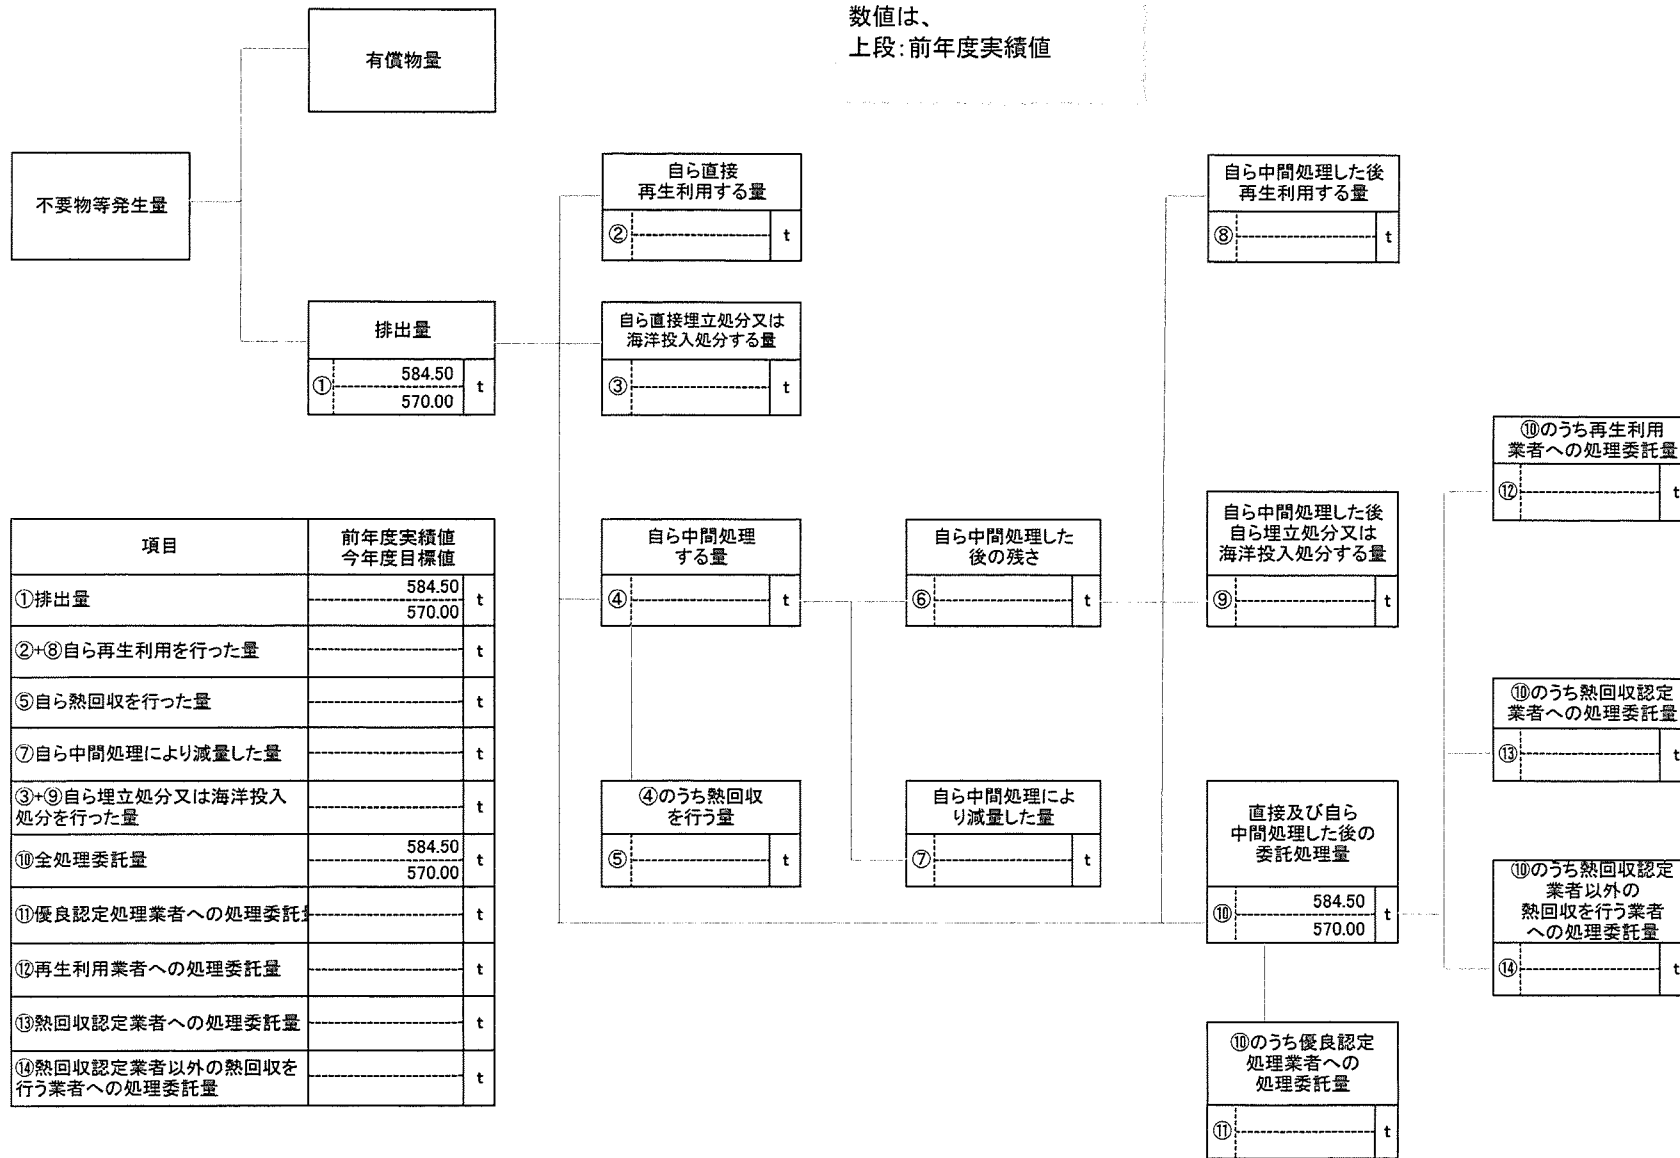 数値は、
上段:前年度実績値
有償物量
不要物等発生量
排出量
① 584.50 t
570.00
自ら直接
再生利用する量
② t
自ら直接埋立処分又は
海洋投入処分する量
③ t
自ら中間処理
する量
④ t
④のうち熱回収
を行う量
⑤ t
自ら中間処理した
後の残さ
⑥ t
自ら中間処理によ
り減量した量
⑦ t
自ら中間処理した後
再生利用する量
⑧ t
自ら中間処理した後
自ら埋立処分又は
海洋投入処分する量
⑨ t
直接及び自ら
中間処理した後の
委託処理量
⑩ 584.50 t
570.00
⑩のうち優良認定
処理業者への
処理委託量
⑪ t
⑩のうち再生利用
業者への処理委託量
⑫ t
⑩のうち熱回収認定
業者への処理委託量
⑬ t
⑩のうち熱回収認定
業者以外の
熱回収を行う業者
への処理委託量
⑭ t
項目 前年度実績値
今年度目標値
①排出量 584.50 t
570.00
②+⑧自ら再生利用を行った量 t
⑤自ら熱回収を行った量 t
⑦自ら中間処理により減量した量 t
③+⑨自ら埋立処分又は海洋投入
処分を行った量 t
⑩全処理委託量 584.50 t
570.00
⑪優良認定処理業者への処理委託 t
⑫再生利用業者への処理委託量 t
⑬熱回収認定業者への処理委託量 t
⑭熱回収認定業者以外の熱回収を
行う業者への処理委託量 t